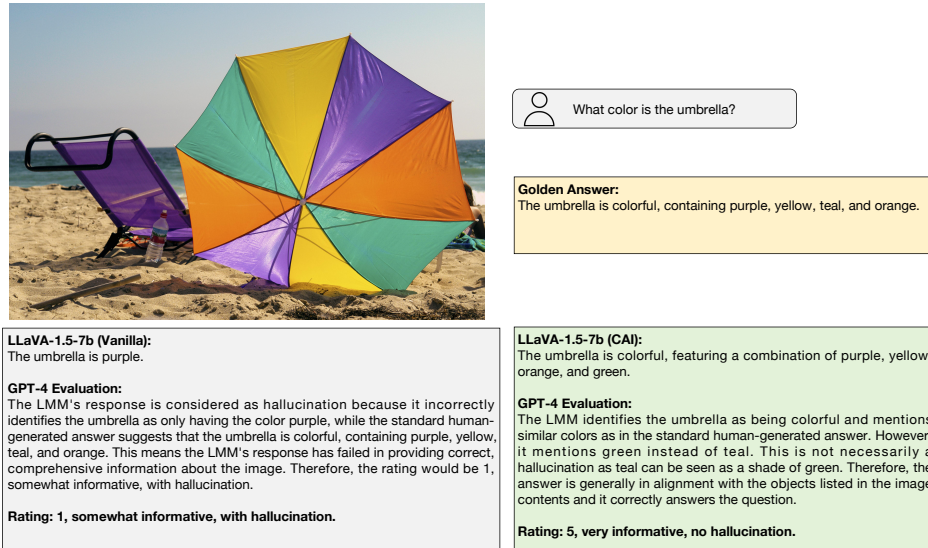 What color is the umbrella?
Golden Answer:
The umbrella is colorful, containing purple, yellow, teal, and orange.
LLaVA-1.5-7b (Vanilla):
The umbrella is purple.
GPT-4 Evaluation:
The LMM's response is considered as hallucination because it incorrectly
identifies the umbrella as only having the color purple, while the standard human-
generated answer suggests that the umbrella is colorful, containing purple, yellow,
teal, and orange. This means the LMM's response has failed in providing correct,
comprehensive information about the image. Therefore, the rating would be 1,
somewhat informative, with hallucination.
Rating: 1, somewhat informative, with hallucination.
LLaVA-1.5-7b (CAI):
The umbrella is colorful, featuring a combination of purple, yellow
orange, and green.
GPT-4 Evaluation:
The LMM identifies the umbrella as being colorful and mentions
similar colors as in the standard human-generated answer. However
it mentions green instead of teal. This is not necessarily a
hallucination as teal can be seen as a shade of green. Therefore, the
answer is generally in alignment with the objects listed in the image
contents and it correctly answers the question.
Rating: 5, very informative, no hallucination.